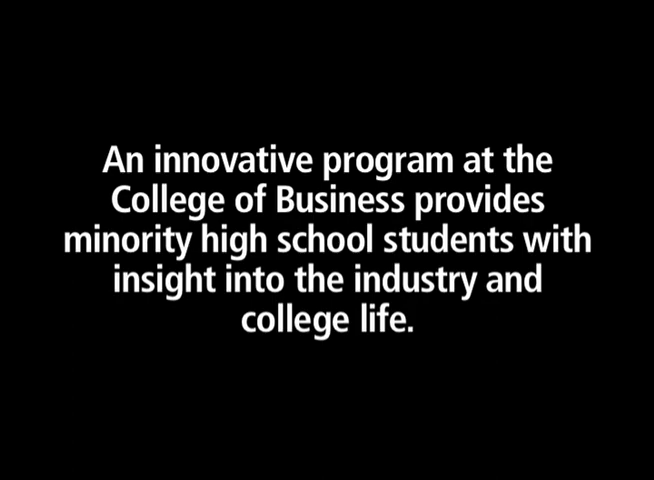 An innovative program at the
College of Business provides
minority high school students with
insight into the industry and
college life.